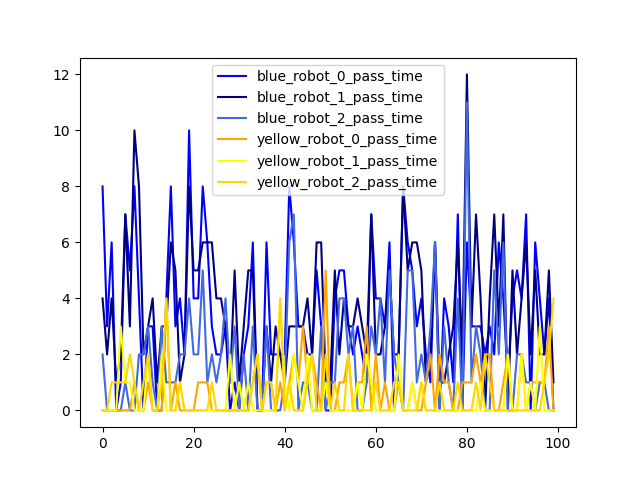 12
10
8
6
4
2
0
blue_robot_0_pass_time
blue_robot_1_pass_time
blue_robot_2_pass_time
yellow_robot_0_pass_time
yellow_robot_1_pass_time
yellow_robot_2_pass_time
0 20 40 60 80 100